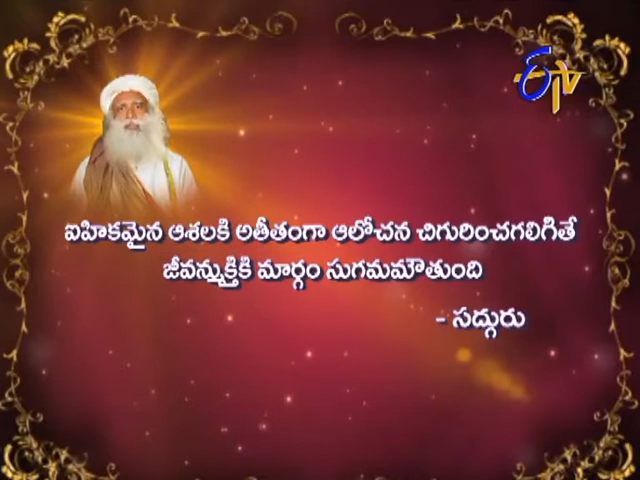 ETV
ఐహికమైన ఆశలకి అతీతంగా ఆలోచన చిగురించగలిగితే
జీవన్ముక్తికి మార్గం సుగమమౌతుంది
- సద్గురు